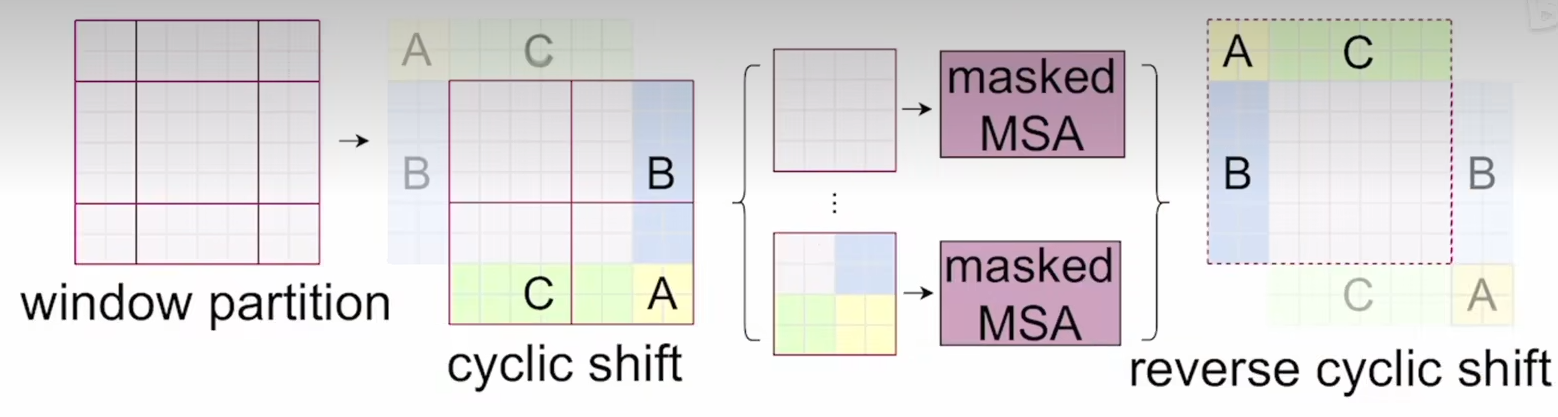 window partition
A
C
B
B
C
A
cyclic shift
masked
MSA
⋮
masked
MSA
A
C
B
B
C
A
reverse cyclic shift